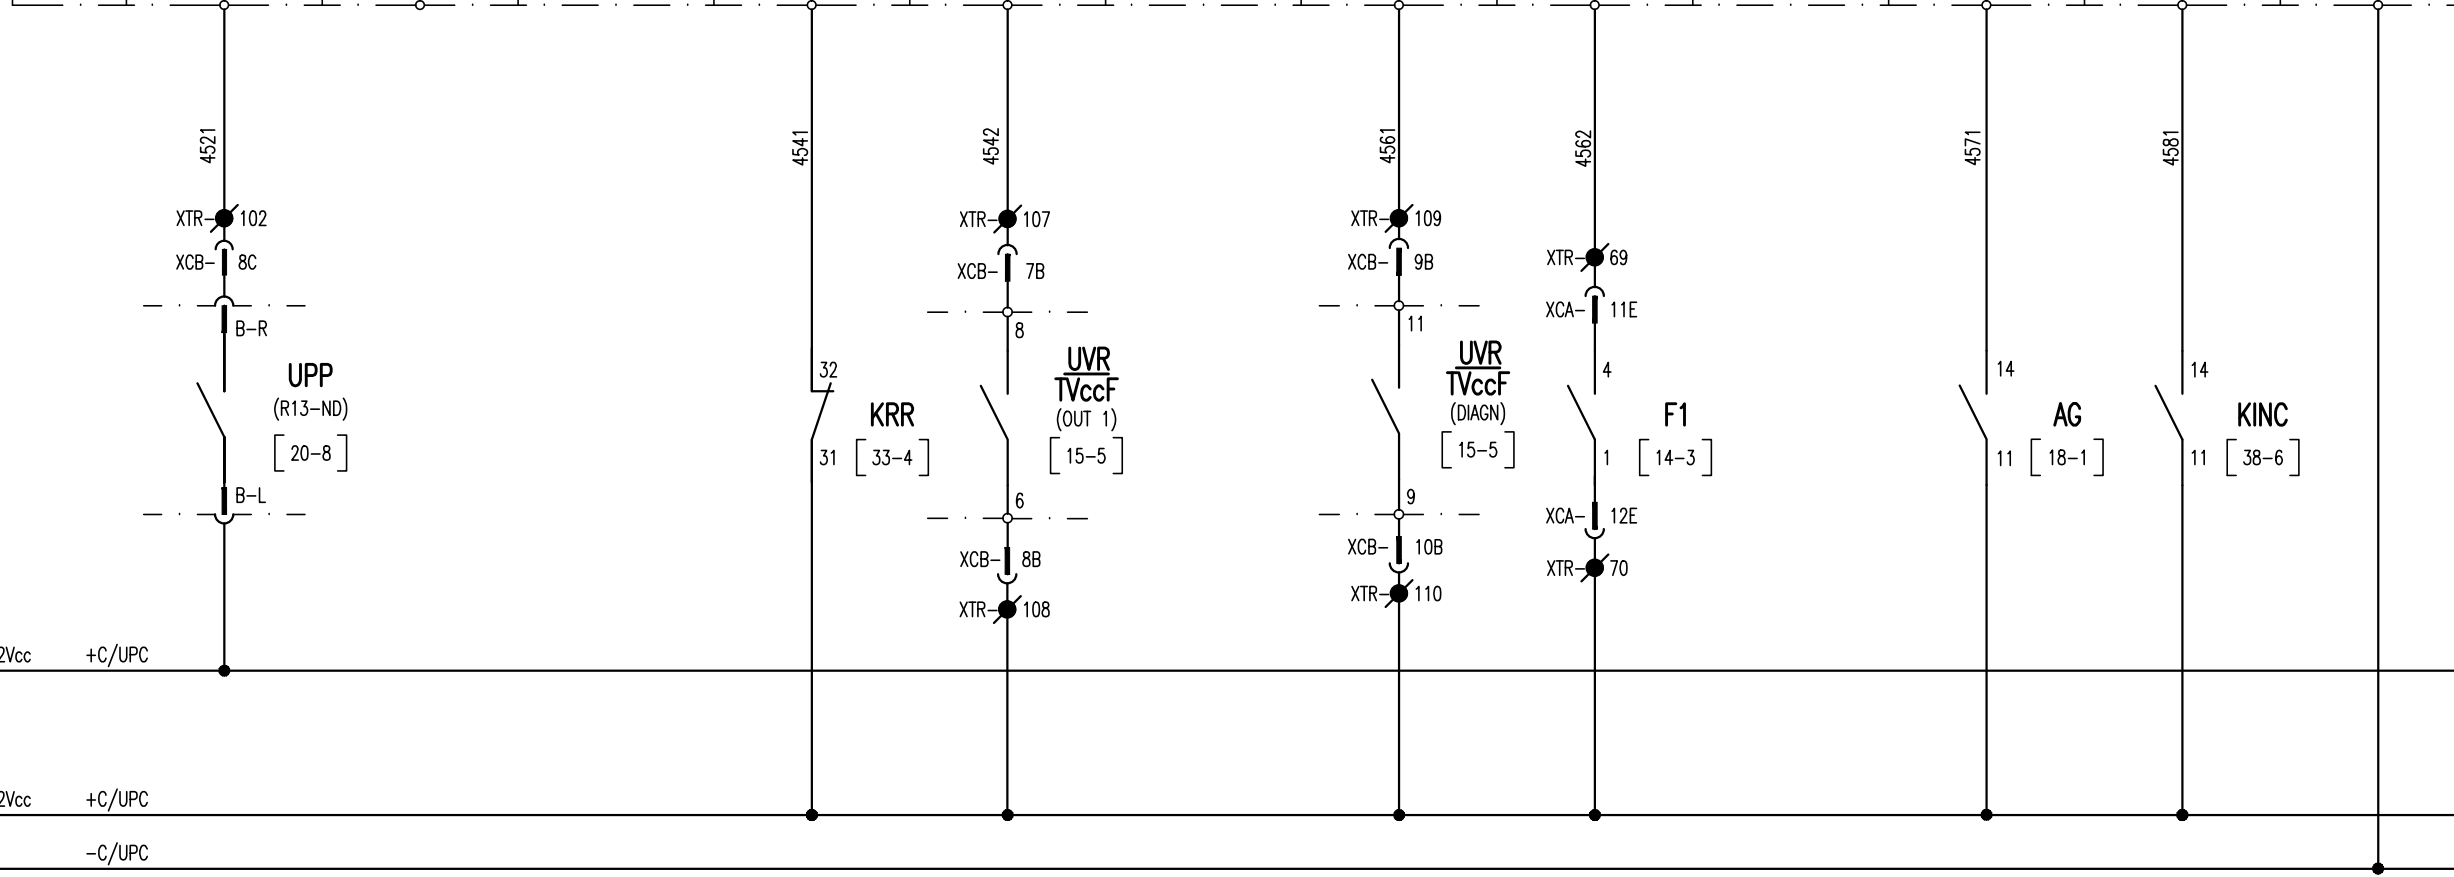 4521
4541
4542
4561
4562
4571
4581
XTR- 102
XTR- 107
XTR- 109
XTR- 69
XCB- 8C
XCB- 7B
XCB- 9B
XCA- 11E
B-R
8
11
UPP
(R13-ND)
[20-8]
B-L
32
KRR
31 [33-4]
UVR
TVccF
(OUT 1)
[15-5]
6
XCB- 8B
XTR- 108
UVR
TVccF
(DIAGN)
[15-5]
9
XCB- 10B
XTR- 110
4
F1
1 [14-3]
XCA- 12E
XTR- 70
14
AG
11 [18-1]
14
KINC
11 [38-6]
2Vcc +C/UPC
2Vcc +C/UPC
-C/UPC